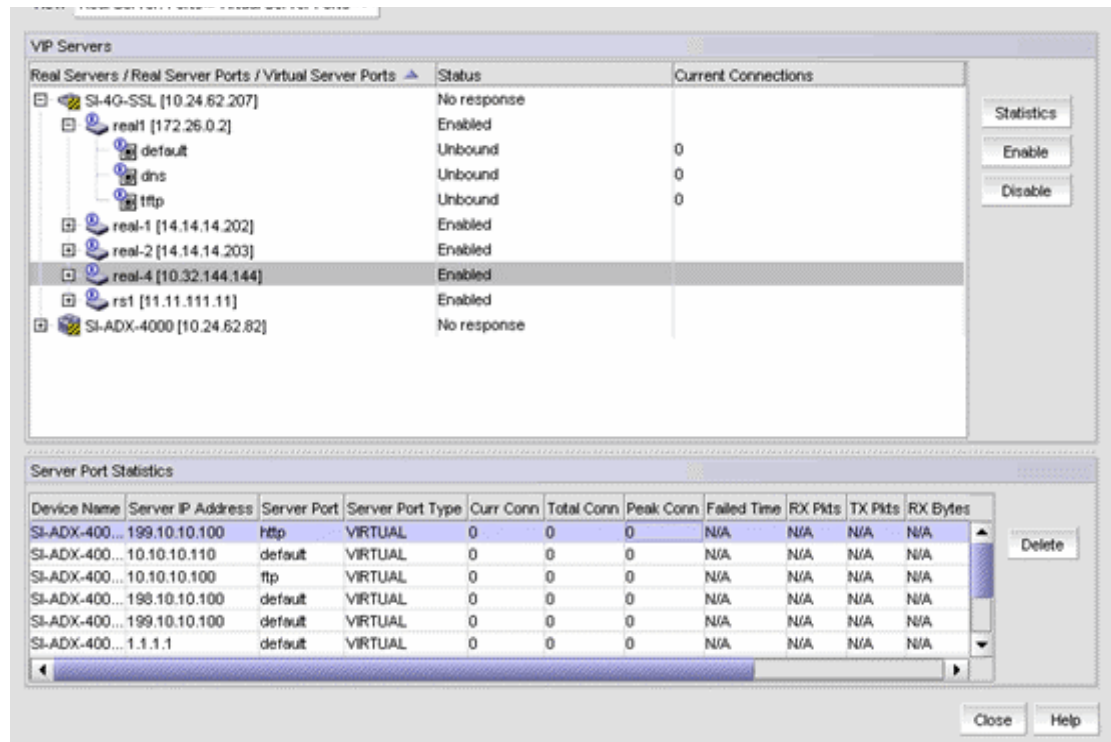 VIP Servers
Real Servers / Real Server Ports / Virtual Server Ports Status Current Connections
SI-4G-SSL [10.24.62.207] No response
real1 [172.26.0.2] Enabled
default Unbound 0
dns Unbound 0
tftp Unbound 0
real-1 [14.14.14.202] Enabled
real-2 [14.14.14.203] Enabled
real-4 [10.32.144.144] Enabled
rs1 [11.11.111.11] Enabled
SI-ADX-4000 [10.24.62.82] No response
Statistics
Enable
Disable
Server Port Statistics
Device Name Server IP Address Server Port Server Port Type Curr Conn Total Conn Peak Conn Failed Time RX Pkts TX Pkts RX Bytes
SI-ADX-400... 199.10.10.100 http VIRTUAL 0 0 0 N/A N/A N/A N/A
SI-ADX-400... 10.10.10.110 default VIRTUAL 0 0 0 N/A N/A N/A N/A
SI-ADX-400... 10.10.10.100 ftp VIRTUAL 0 0 0 N/A N/A N/A N/A
SI-ADX-400... 198.10.10.100 default VIRTUAL 0 0 0 N/A N/A N/A N/A
SI-ADX-400... 199.10.10.100 default VIRTUAL 0 0 0 N/A N/A N/A N/A
SI-ADX-400... 1.1.1.1 default VIRTUAL 0 0 0 N/A N/A N/A N/A
Delete
Close Help